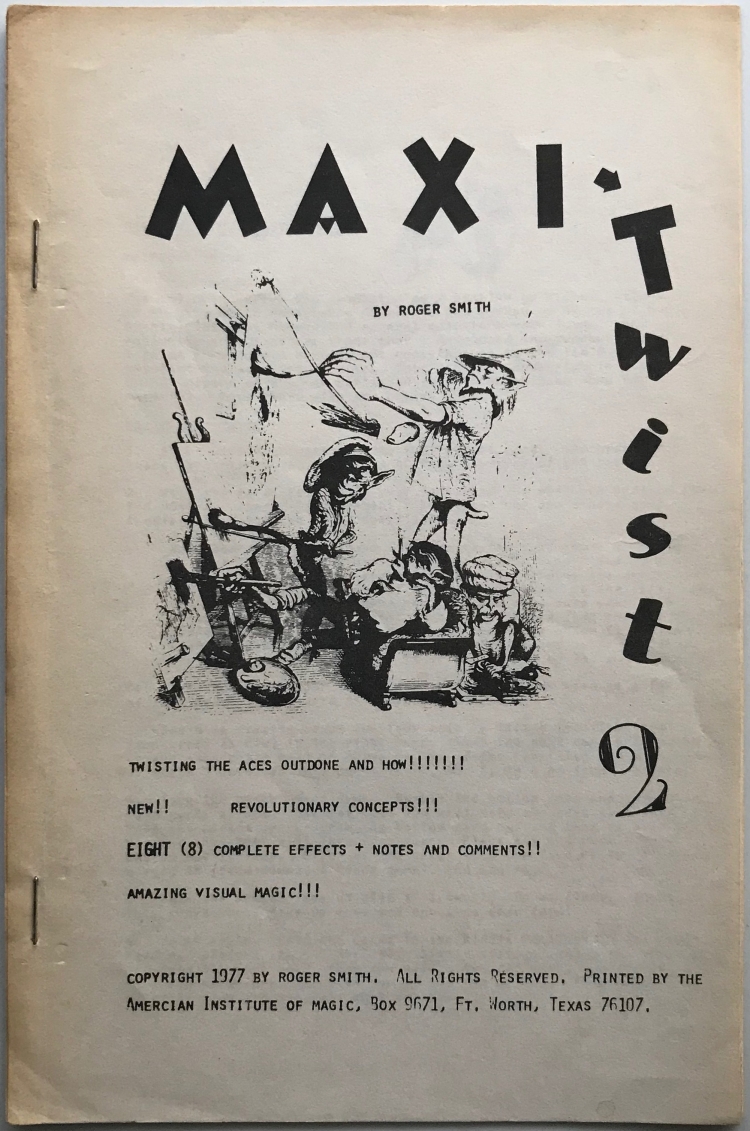 MAXI-Twist 2
BY ROGER SMITH
TWISTING THE ACES OUTDONE AND HOW!!!!!!!
NEW!! REVOLUTIONARY CONCEPTS!!!
EIGHT (8) COMPLETE EFFECTS + NOTES AND COMMENTS!!
AMAZING VISUAL MAGIC!!!
COPYRIGHT 1977 BY ROGER SMITH. ALL RIGHTS RESERVED. PRINTED BY THE
AMERCIAN INSTITUTE OF MAGIC, BOX 9671, FT. WORTH, TEXAS 76107.